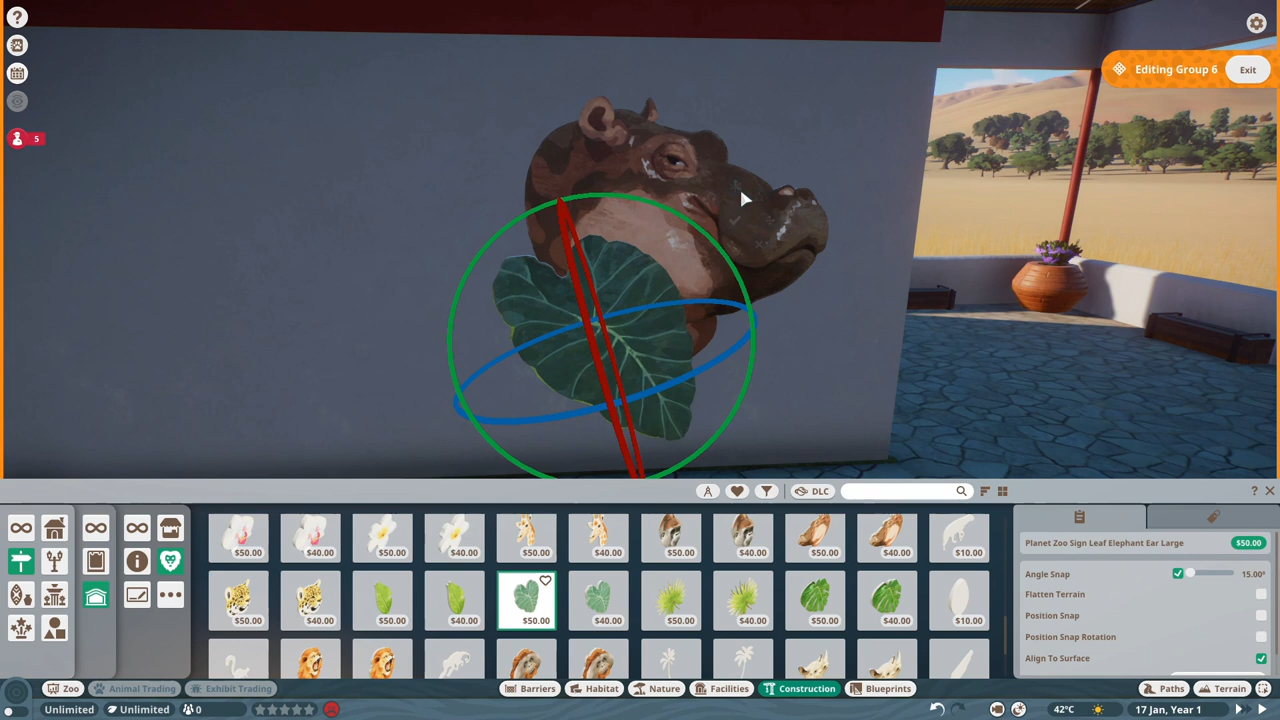 ?
Editing Group 6 Exit
5
DLC
? 
$50.00 $40.00 $50.00 $40.00 $50.00 $40.00 $50.00 $40.00 $50.00 $40.00 $10.00
$50.00 $40.00 $50.00 $40.00 $50.00 $40.00 $50.00 $40.00 $50.00 $40.00 $10.00
Planet Zoo Sign Leaf Elephant Ear Large $50.00
Angle Snap 15.00°
Flatten Terrain
Position Snap
Position Snap Rotation
Align To Surface
Zoo Animal Trading Exhibit Trading Barriers Habitat Nature Facilities Construction Blueprints Paths Terrain
Unlimited Unlimited 0 42°C 17 Jan, Year 1